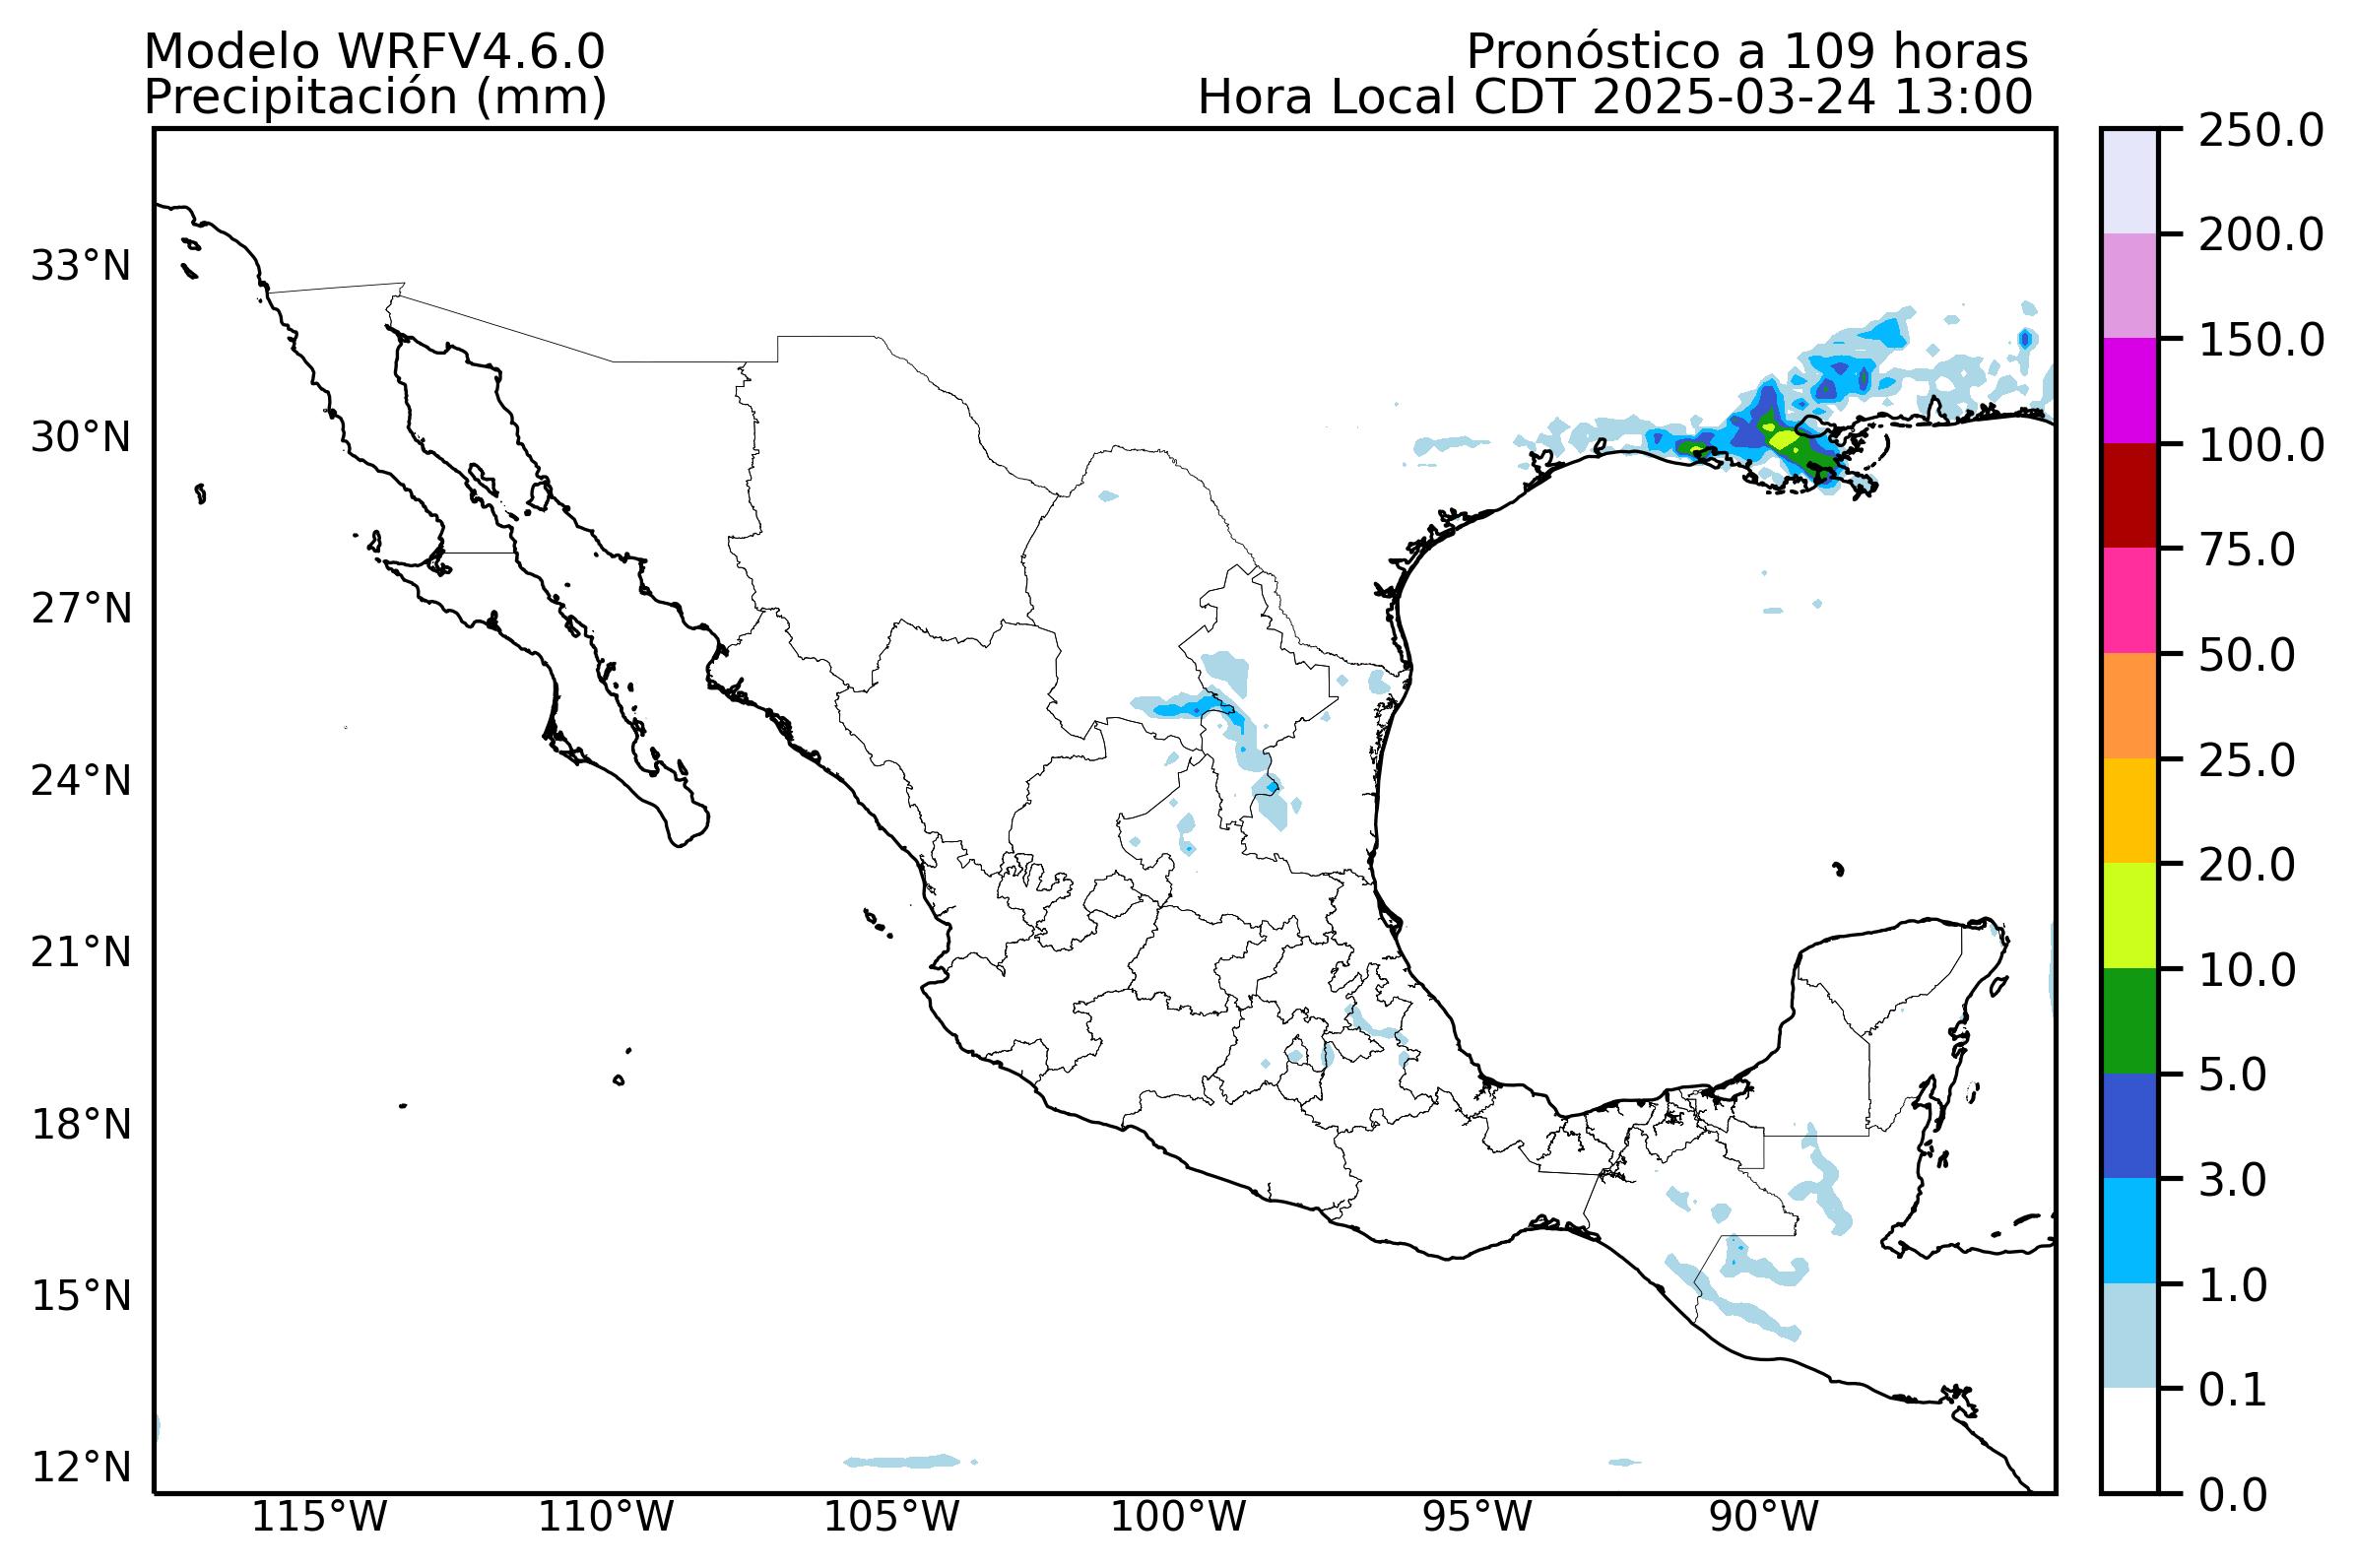 Modelo WRFV4.6.0
Pronóstico a 109 horas
Precipitación (mm)
Hora Local CDT 2025-03-24 13:00
250.0
200.0
150.0
100.0
75.0
50.0
25.0
20.0
10.0
5.0
3.0
1.0
0.1
0.0
33°N
30°N
27°N
24°N
21°N
18°N
15°N
12°N
115°W
110°W
105°W
100°W
95°W
90°W